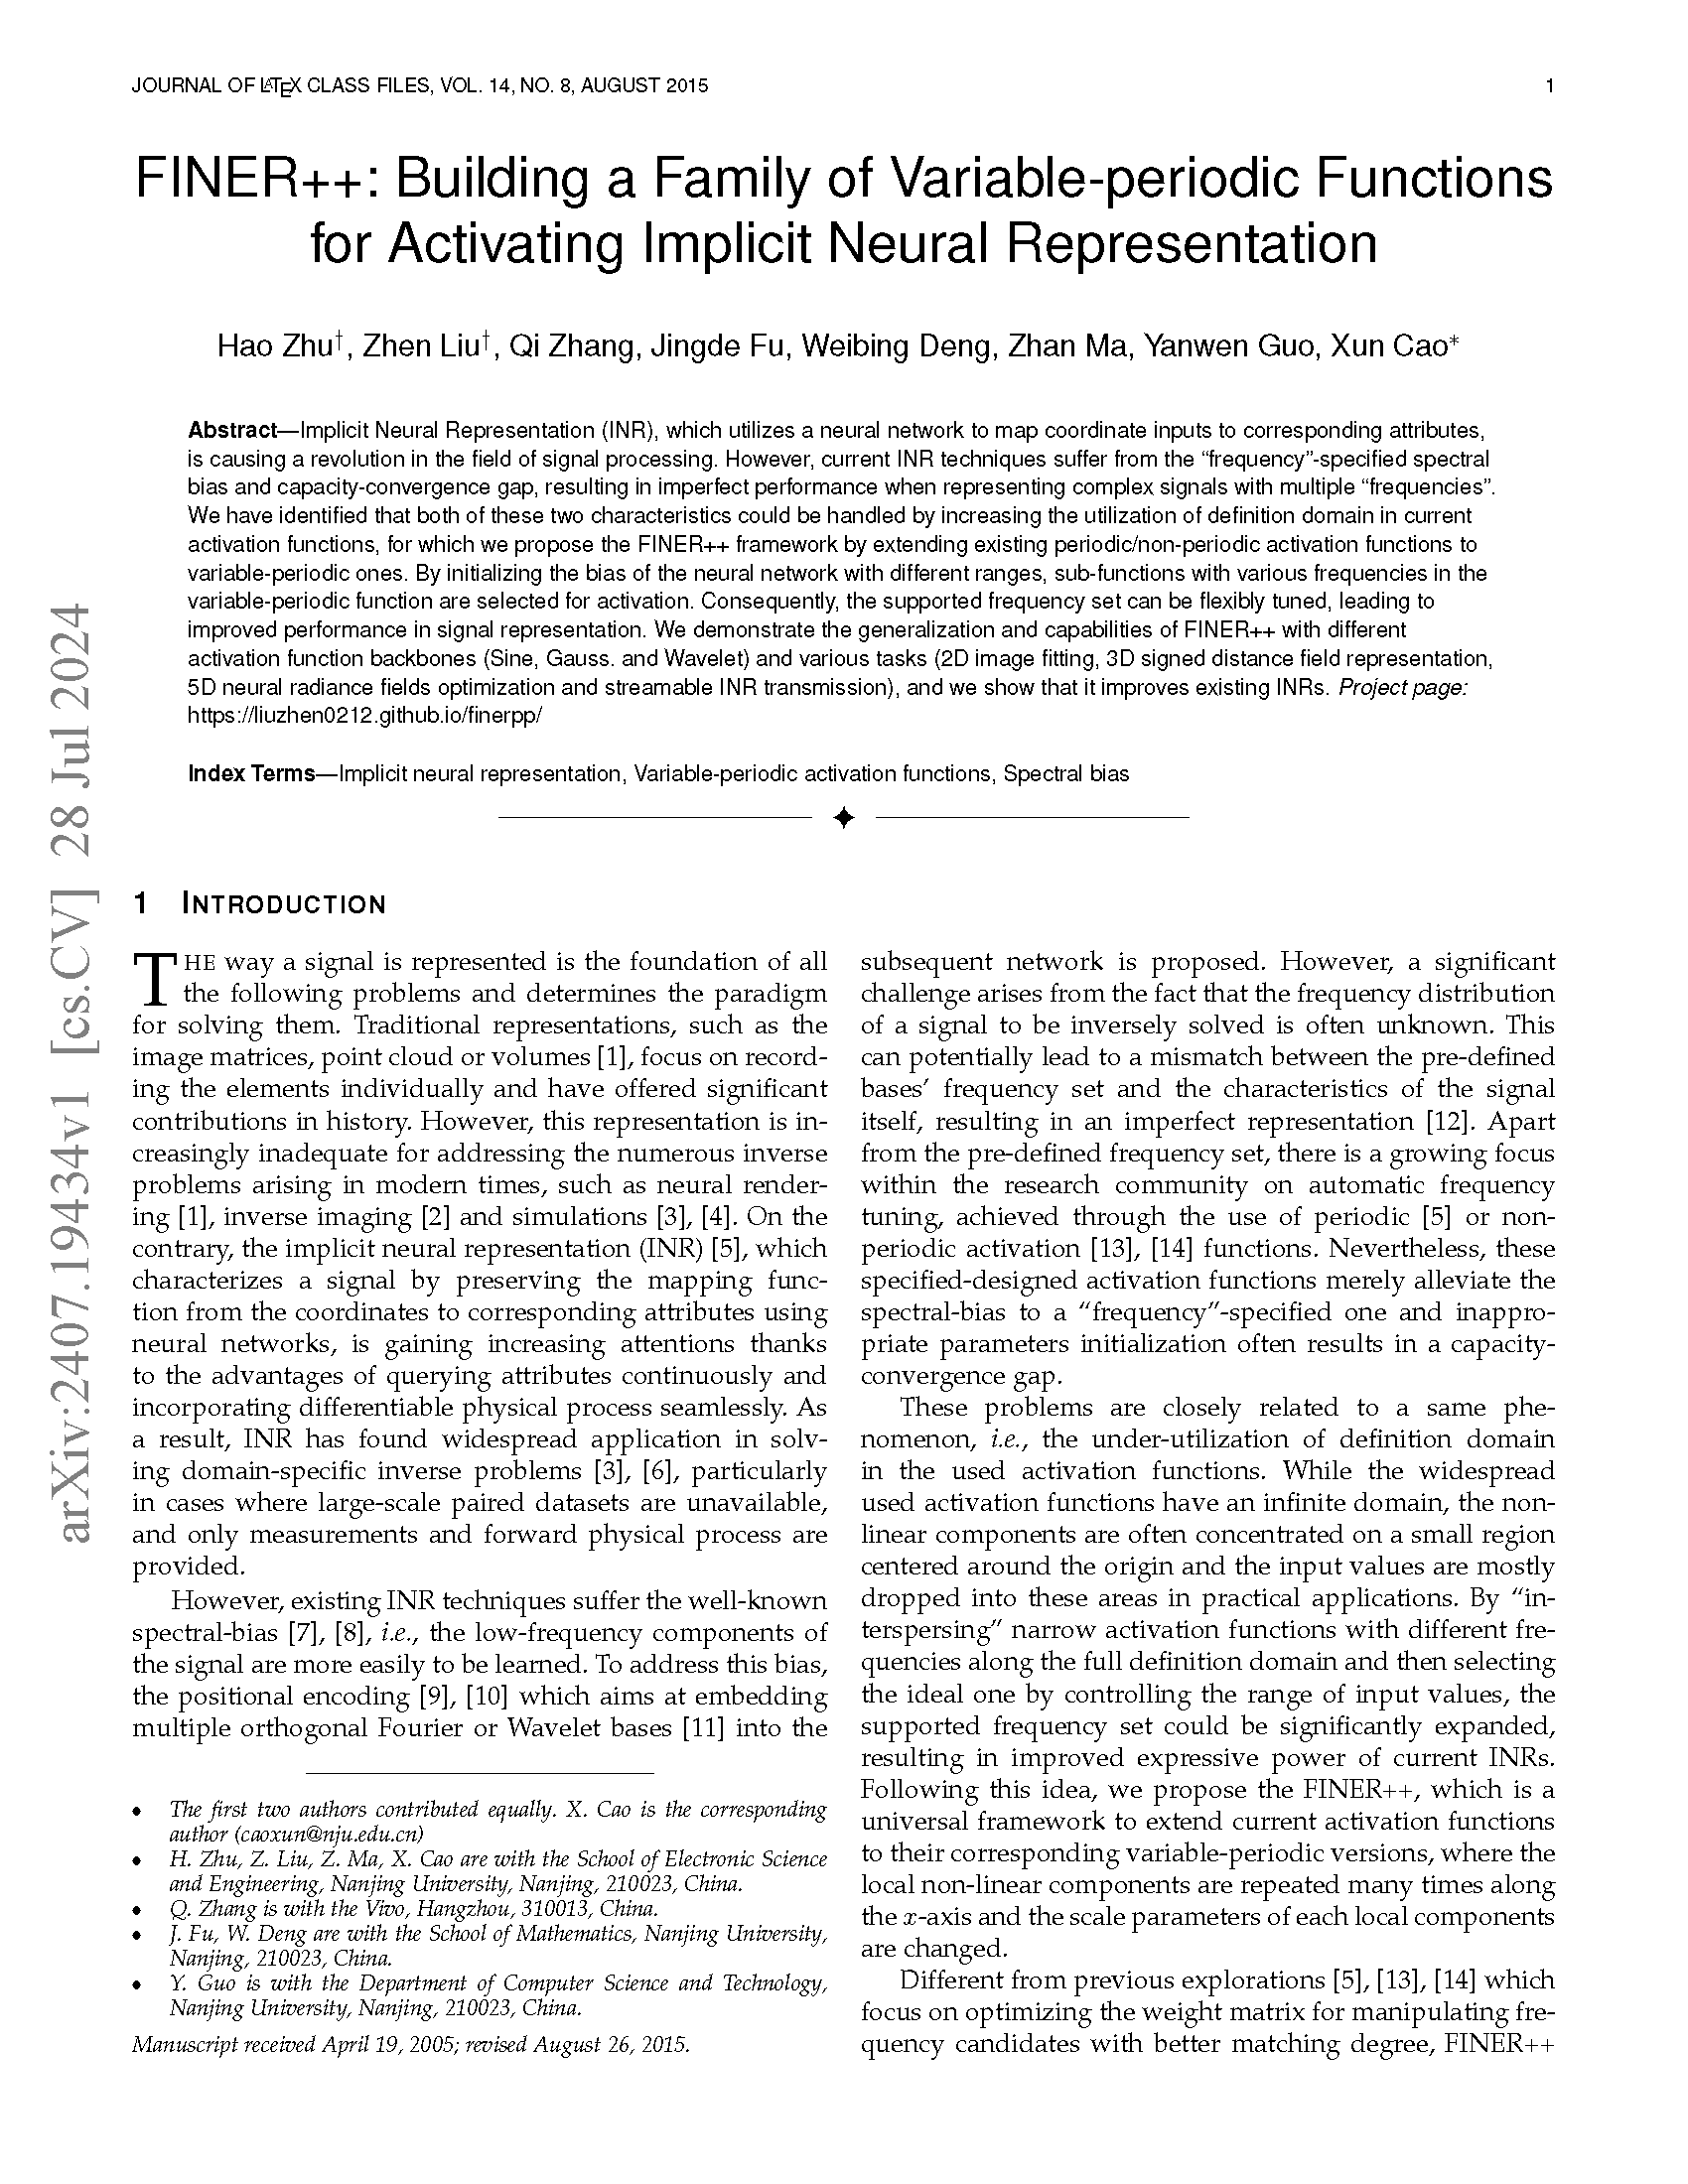 JOURNAL OF LATEX CLASS FILES, VOL. 14, NO. 8, AUGUST 2015
1
FINER++: Building a Family of Variable-periodic Functions
for Activating Implicit Neural Representation
Hao Zhu†, Zhen Liu†, Qi Zhang, Jingde Fu, Weibing Deng, Zhan Ma, Yanwen Guo, Xun Cao*
Abstract—Implicit Neural Representation (INR), which utilizes a neural network to map coordinate inputs to corresponding attributes,
is causing a revolution in the field of signal processing. However, current INR techniques suffer from the “frequency”-specified spectral
bias and capacity-convergence gap, resulting in imperfect performance when representing complex signals with multiple “frequencies”.
We have identified that both of these two characteristics could be handled by increasing the utilization of definition domain in current
activation functions, for which we propose the FINER++ framework by extending existing periodic/non-periodic activation functions to
variable-periodic ones. By initializing the bias of the neural network with different ranges, sub-functions with various frequencies in the
variable-periodic function are selected for activation. Consequently, the supported frequency set can be flexibly tuned, leading to
improved performance in signal representation. We demonstrate the generalization and capabilities of FINER++ with different
activation function backbones (Sine, Gauss. and Wavelet) and various tasks (2D image fitting, 3D signed distance field representation,
5D neural radiance fields optimization and streamable INR transmission), and we show that it improves existing INRs. Project page:
https://liuzhen0212.github.io/finerpp/
Index Terms—Implicit neural representation, Variable-periodic activation functions, Spectral bias
arXiv:2407.19434v1 [cs.CV] 28 Jul 2024
1 INTRODUCTION
THE way a signal is represented is the foundation of all
the following problems and determines the paradigm
for solving them. Traditional representations, such as the
image matrices, point cloud or volumes [1], focus on record-
ing the elements individually and have offered significant
contributions in history. However, this representation is in-
creasingly inadequate for addressing the numerous inverse
problems arising in modern times, such as neural render-
ing [1], inverse imaging [2] and simulations [3], [4]. On the
contrary, the implicit neural representation (INR) [5], which
characterizes a signal by preserving the mapping func-
tion from the coordinates to corresponding attributes using
neural networks, is gaining increasing attentions thanks
to the advantages of querying attributes continuously and
incorporating differentiable physical process seamlessly. As
a result, INR has found widespread application in solv-
ing domain-specific inverse problems [3], [6], particularly
in cases where large-scale paired datasets are unavailable,
and only measurements and forward physical process are
provided.
However, existing INR techniques suffer the well-known
spectral-bias [7], [8], i.e., the low-frequency components of
the signal are more easily to be learned. To address this bias,
the positional encoding [9], [10] which aims at embedding
multiple orthogonal Fourier or Wavelet bases [11] into the
• The first two authors contributed equally. X. Cao is the corresponding
author (caoxun@nju.edu.cn)
• H. Zhu, Z. Liu, Z. Ma, X. Cao are with the School of Electronic Science
and Engineering, Nanjing University, Nanjing, 210023, China.
• Q. Zhang is with the Vivo, Hangzhou, 310013, China.
• J. Fu, W. Deng are with the School of Mathematics, Nanjing University,
Nanjing, 210023, China.
• Y. Guo is with the Department of Computer Science and Technology,
Nanjing University, Nanjing, 210023, China.
Manuscript received April 19, 2005; revised August 26, 2015.
subsequent network is proposed. However, a significant
challenge arises from the fact that the frequency distribution
of a signal to be inversely solved is often unknown. This
can potentially lead to a mismatch between the pre-defined
bases’ frequency set and the characteristics of the signal
itself, resulting in an imperfect representation [12]. Apart
from the pre-defined frequency set, there is a growing focus
within the research community on automatic frequency
tuning, achieved through the use of periodic [5] or non-
periodic activation [13], [14] functions. Nevertheless, these
specified-designed activation functions merely alleviate the
spectral-bias to a “frequency”-specified one and inappro-
priate parameters initialization often results in a capacity-
convergence gap.
These problems are closely related to a same phe-
nomenon, i.e., the under-utilization of definition domain
in the used activation functions. While the widespread
used activation functions have an infinite domain, the non-
linear components are often concentrated on a small region
centered around the origin and the input values are mostly
dropped into these areas in practical applications. By “in-
terspersing” narrow activation functions with different fre-
quencies along the full definition domain and then selecting
the ideal one by controlling the range of input values, the
supported frequency set could be significantly expanded,
resulting in improved expressive power of current INRs.
Following this idea, we propose the FINER++, which is a
universal framework to extend current activation functions
to their corresponding variable-periodic versions, where the
local non-linear components are repeated many times along
the x-axis and the scale parameters of each local components
are changed.
Different from previous explorations [5], [13], [14] which
focus on optimizing the weight matrix for manipulating fre-
quency candidates with better matching degree, FINER++